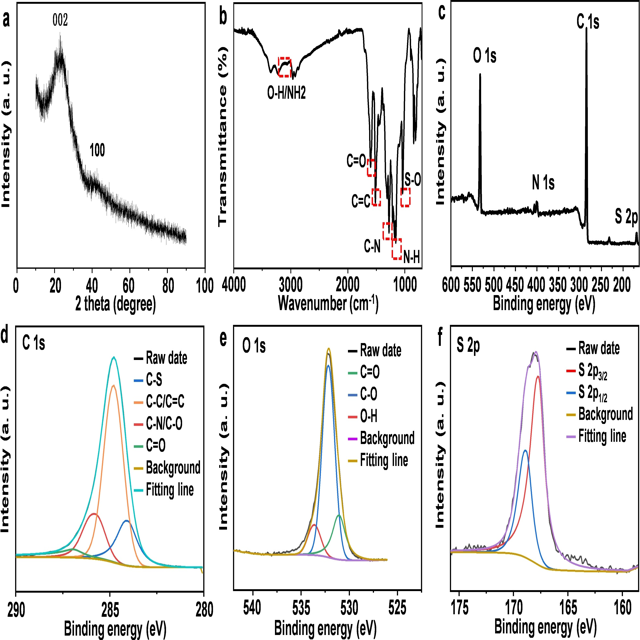 a
002
100
Intensity (a. u.)
0 20 40 60 80 100
2 theta (degree)
b
O-H/NH2
C=O
C=C
C-N
S-O
N-H
Transmittance (%)
4000 3000 2000 1000
Wavenumber (cm-1)
c
C 1s
O 1s
N 1s
S 2p
Intensity (a. u.)
600 550 500 450 400 350 300 250 200
Binding energy (eV)
d
C 1s
Raw date
C-S
C-C/C=C
C-N/C-O
C=O
Background
Fitting line
Intensity (a. u.)
290 285 280
Binding energy (eV)
e
O 1s
Raw date
C=O
C-O
O-H
Background
Fitting line
Intensity (a. u.)
540 535 530 525
Binding energy (eV)
f
S 2p
Raw date
S 2p3/2
S 2p1/2
Background
Fitting line
Intensity (a. u.)
175 170 165 160
Binding energy (eV)